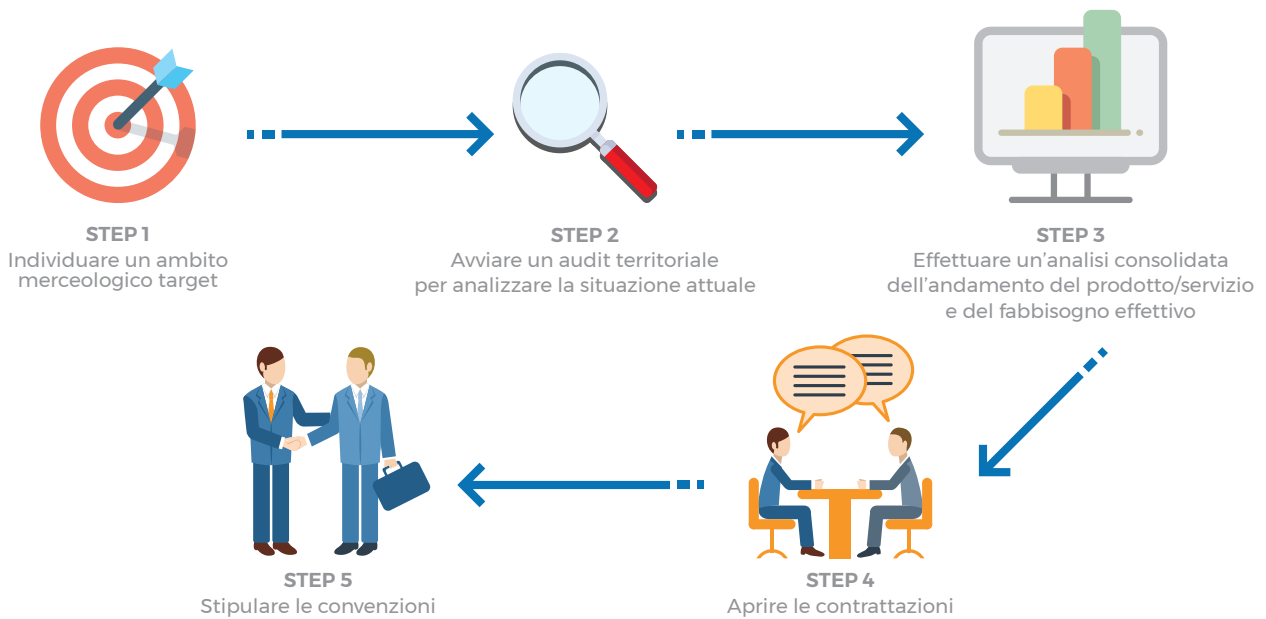 STEP 1
Individuare un ambito
merceologico target
STEP 2
Avviare un audit territoriale
per analizzare la situazione attuale
STEP 3
Effettuare un'analisi consolidata
dell'andamento del prodotto/servizio
e del fabbisogno effettivo
STEP 4
Aprire le contrattazioni
STEP 5
Stipulare le convenzioni